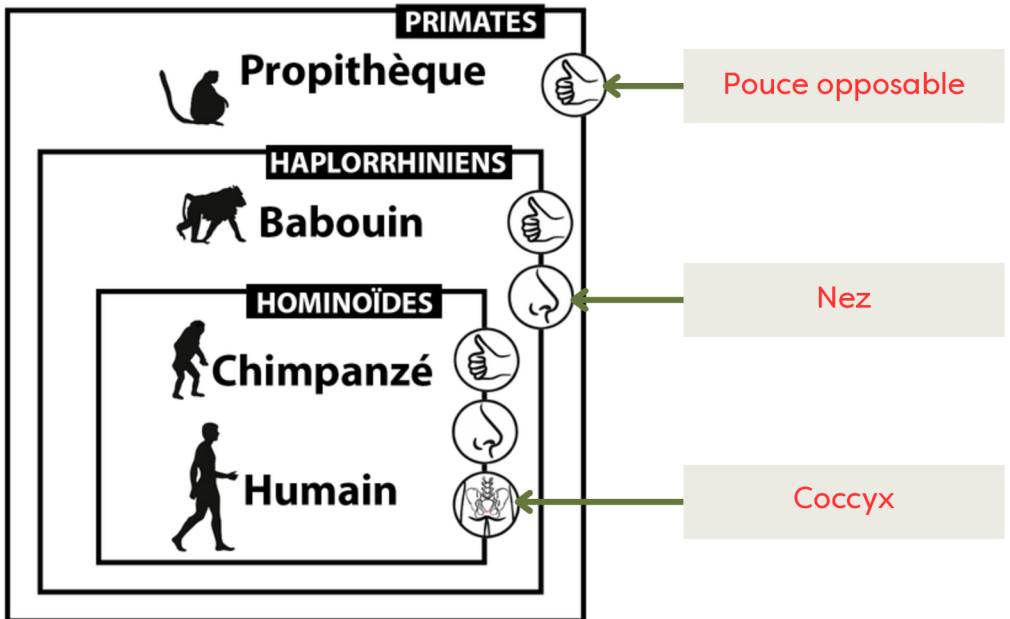 PRIMATES
Propithèque
Pouce opposable
HAPLORRHINIENS
Babouin
Nez
HOMINOÏDES
Chimpanzé
Humain
Coccyx